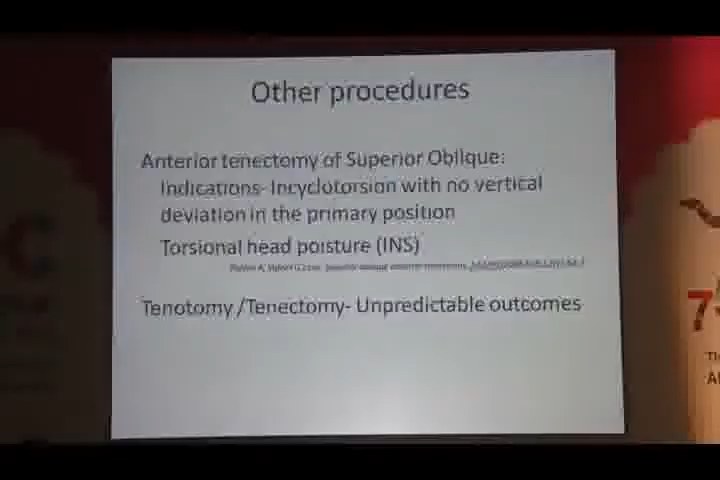 Other procedures
Anterior tenectomy of Superior Oblique:
Indications- Incyclotorsion with no vertical
deviation in the primary position
Torsional head poisture (INS)
Tenotomy /Tenectomy- Unpredictable outcomes
C
7